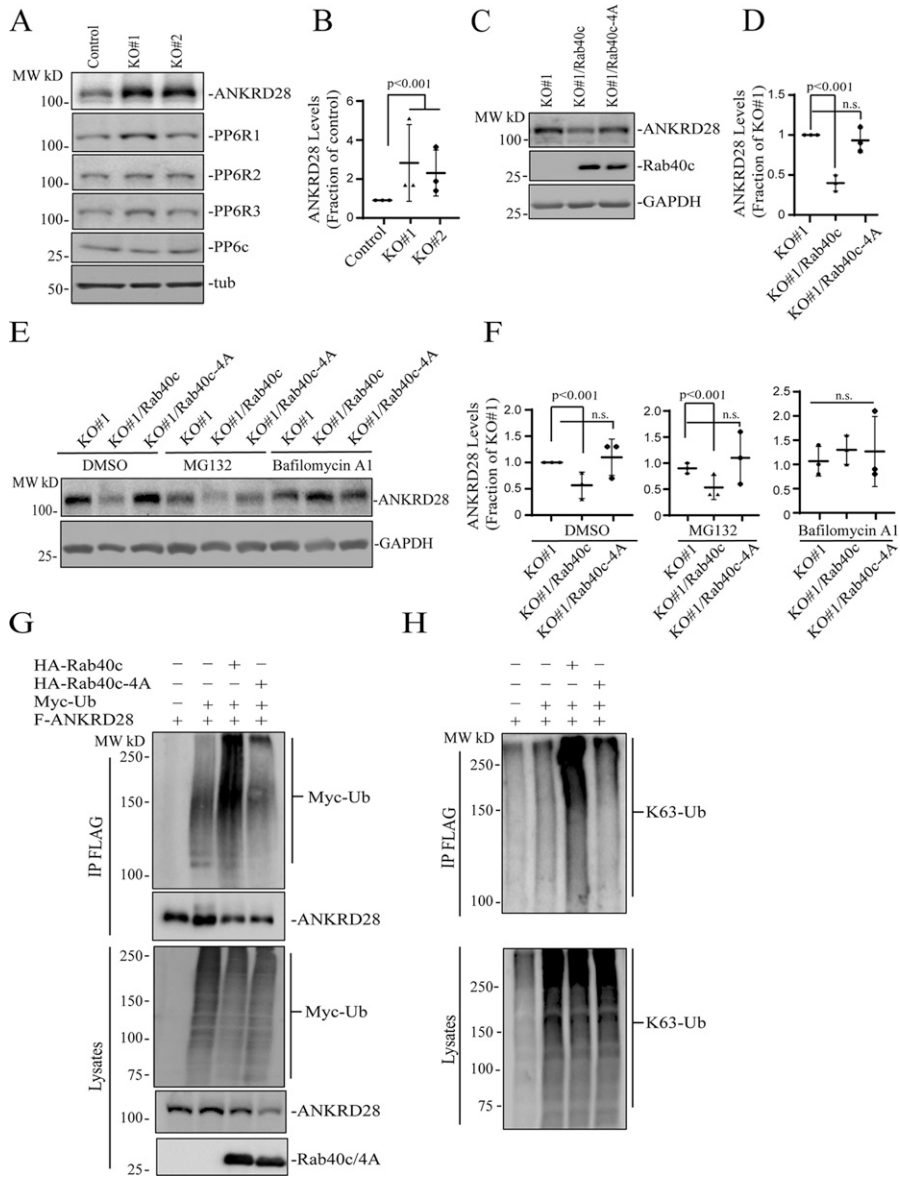 A
Control
KO#1
KO#2
MW kD
100-
-ANKRD28
100-
-PP6R1
100-
-PP6R2
100-
-PP6R3
25-
-PP6c
50-
-tub
B
p<0.001
ANKRD28 Levels
(Fraction of control)
6
4
2
0
Control
KO#1
KO#2
C
KO#1
KO#1/Rab40c
KO#1/Rab40c-4A
MW kD
100-
-ANKRD28
25-
-Rab40c
25-
-GAPDH
D
n.s.
p<0.001
ANKRD28 Levels
(Fraction of KO#1)
1.5
1.0
0.5
0.0
KO#1
KO#1/Rab40c
KO#1/Rab40c-4A
E
KO#1
KO#1/Rab40c
KO#1/Rab40c-4A
KO#1
KO#1/Rab40c
KO#1/Rab40c-4A
KO#1
KO#1/Rab40c
KO#1/Rab40c-4A
DMSO MG132 Bafilomycin A1
MW kD
100-
-ANKRD28
25-
-GAPDH
F
ANKRD28 Levels
(Fraction of KO#1)
p<0.001
n.s.
2.0
1.5
1.0
0.5
0.0
DMSO
KO#1
KO#1/Rab40c
KO#1/Rab40c-4A
p<0.001
n.s.
2.0
1.5
1.0
0.5
0.0
MG132
KO#1
KO#1/Rab40c
KO#1/Rab40c-4A
n.s.
2.5
2.0
1.5
1.0
0.5
0.0
Bafilomycin A1
KO#1
KO#1/Rab40c
KO#1/Rab40c-4A
G
HA-Rab40c – – + –
HA-Rab40c-4A – – – +
Myc-Ub – + + +
F-ANKRD28 + + + +
MW kD
250-
150-
100-
Myc-Ub
IP FLAG
-ANKRD28
250-
150-
100-
75-
Myc-Ub
Lysates
100-
-ANKRD28
25-
-Rab40c/4A
H
– – + –
– – – +
– + + +
+ + + +
MW kD
250-
150-
100-
K63-Ub
IP FLAG
250-
150-
100-
75-
K63-Ub
Lysates